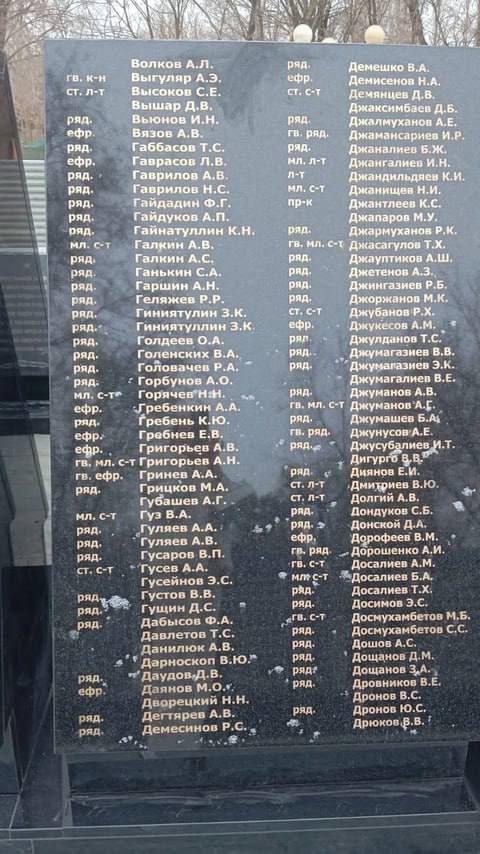 Волков А.Л.
гв. к-н Выгуляр А.Э.
ст. л-т Высоков С.Е.
Вышар Д.В.
ряд. Вьюнов И.Н.
ефр. Вязов А.В.
ряд. Габбасов Т.С.
ефр. Гаврасов Л.В.
ряд. Гаврилов А.В.
ряд. Гаврилов Н.С.
ряд. Гайдадин Ф.Г.
ряд. Гайдуков А.П.
ряд. Гайнатуллин К.Н.
мл. с-т Галкин А.В.
ряд. Галкин А.С.
ряд. Ганькин С.А.
ряд. Гаршин А.Н.
ряд. Геляжев Р.Р.
ряд. Гиниятулин З.К.
ряд. Гиниятуллин З.К.
ряд. Голдеев О.А.
ряд. Голенских В.А.
ряд. Головачев Р.А.
ряд. Горбунов А.О.
мл. с-т Горячев Н.Н.
ефр. Гребенкин А.А.
ряд. Гребень К.Ю.
ефр. Гребнев Е.В.
ефр. Григорьев А.В.
гв. мл. с-т Григорьев А.Н.
гв. ефр. Гринев А.А.
ряд. Грицков М.А.
Губашев А.Г.
мл. с-т Гуз В.А.
ряд. Гуляев А.А.
ряд. Гуляев А.В.
ряд. Гусаров В.П.
ст. с-т Гусев А.А.
Гусейнов Э.С.
ряд. Густов В.В.
ряд. Гущин Д.С.
ряд. Дабысов Ф.А.
Давлетов Т.С.
Данилюк А.В.
Дарноскоп В.Ю.
ряд. Даудов Д.В.
ефр. Даянов М.О.
Дворецкий Н.Н.
ряд. Дегтярев А.В.
ряд. Демесинов Р.С.
ряд. Демешко В.А.
ефр. Демисенов Н.А.
ст. с-т Демянцев Д.В.
Джаксимбаев Д.Б.
ряд. Джалмуханов А.Е.
гв. ряд. Джамансариев И.Р.
ряд. Джаналиев Б.Ж.
мл. л-т Джангалиев И.Н.
л-т Джандильдяев К.И.
мл. с-т Джанищев Н.И.
пр-к Джантлеев К.С.
Джапаров М.У.
ряд. Джармуханов Р.К.
гв. мл. с-т Джасагулов Т.Х.
ряд. Джауптиков А.Ш.
ряд. Джетенов А.З.
ряд. Джингазиев Р.Б.
ряд. Джоржанов М.К.
ст. с-т Джубанов Р.Х.
ефр. Джукесов А.М.
ряд. Джулданов Т.С.
ряд. Джумагазиев В.В.
ряд. Джумагазиев Э.К.
Джумагалиев В.Е.
ряд. Джуманов А.В.
гв. мл. с-т Джуманов А.Г.
ряд. Джумашев Б.А.
гв. ряд. Джунусов А.Е.
ряд. Джусубалиев И.Т.
Дигурго В.В.
ряд. Диянов Е.И.
ст. л-т Дмитриев В.Ю.
ст. л-т Долгий А.В.
ряд. Дондуков С.Б.
ряд. Донской Д.А.
ефр. Дорофеев В.М.
гв. ряд. Дорошенко А.И.
гв. с-т Досалиев А.М.
мл. с-т Досалиев Б.А.
ряд. Досалиев Т.Х.
ряд. Досимов Э.С.
гв. с-т Досмухамбетов М.Б.
ряд. Досмухамбетов С.С.
ряд. Дошов А.С.
ряд. Дощанов Д.М.
ряд. Дощанов З.А.
ряд. Дровников В.Е.
Дронов В.С.
ряд. Дронов Ю.С.
Дрюков В.В.